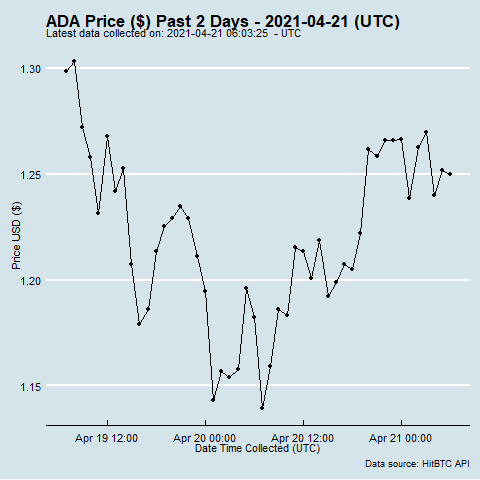 ADA Price ($) Past 2 Days - 2021-04-21 (UTC)
Latest data collected on: 2021-04-21 06:03:25 - UTC
Price USD ($)
1.30
1.25
1.20
1.15
Apr 19 12:00 Apr 20 00:00 Apr 20 12:00 Apr 21 00:00
Date Time Collected (UTC)
Data source: HitBTC API